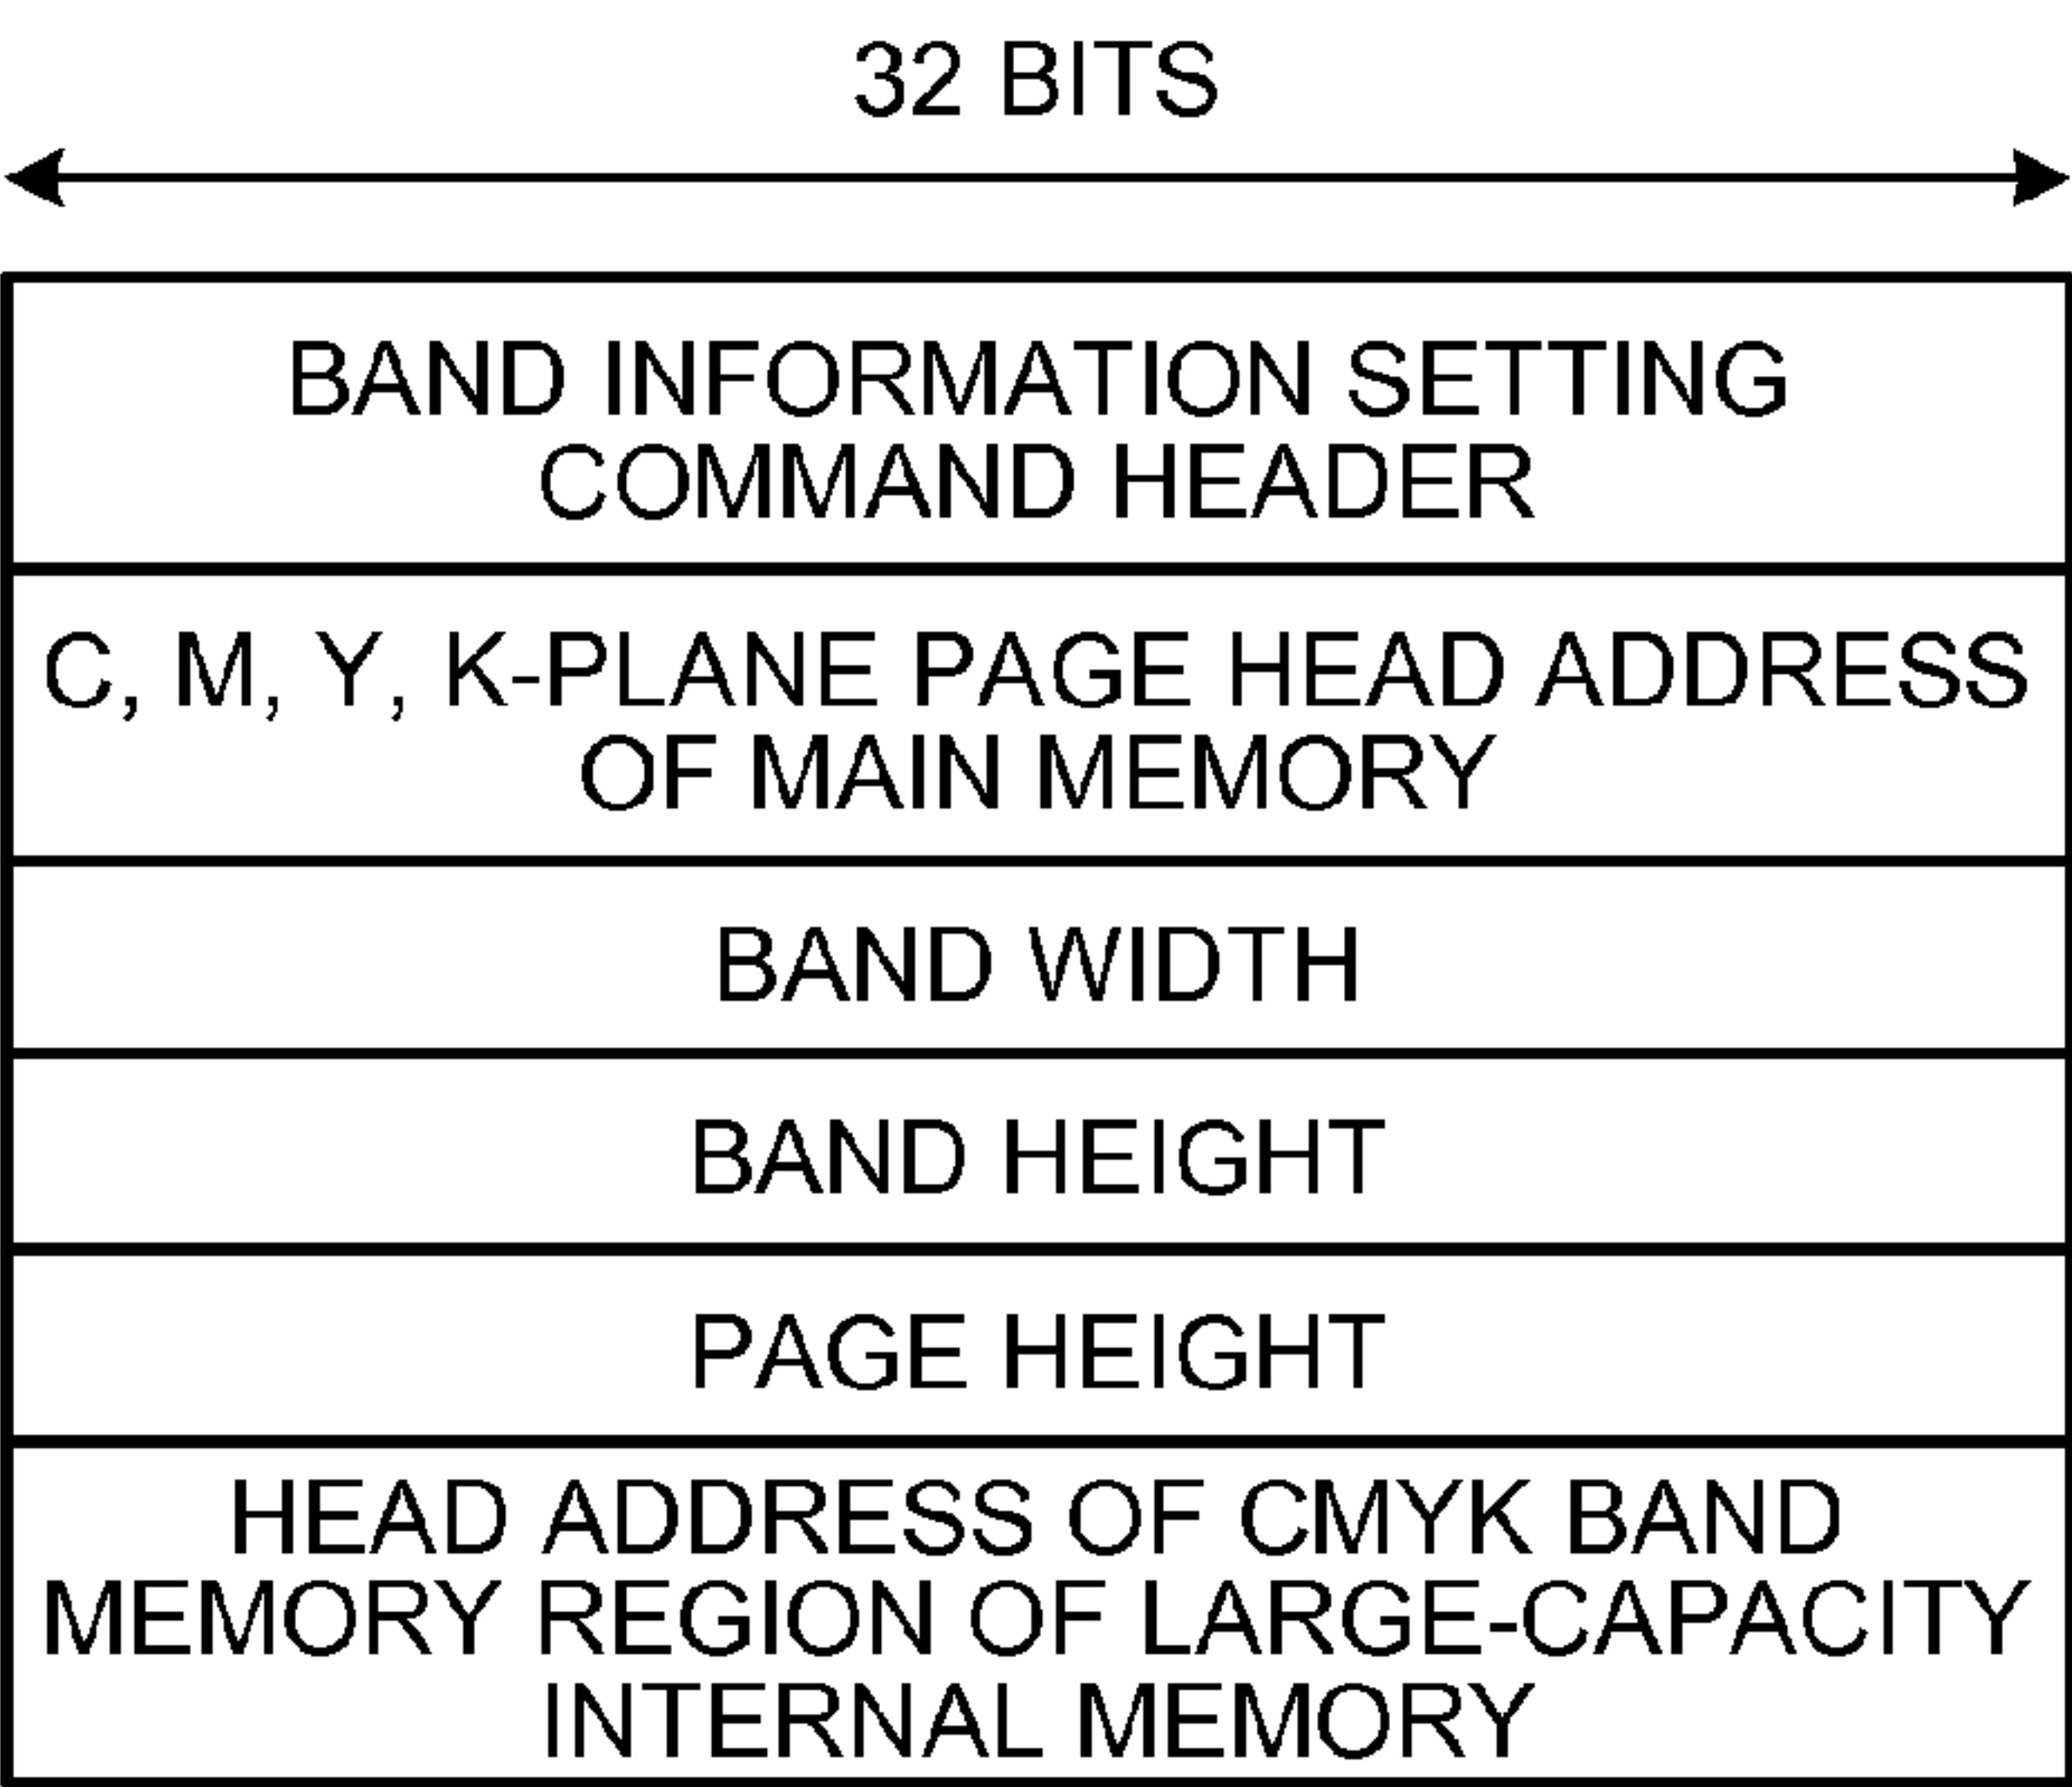 32 BITS
BAND INFORMATION SETTING
COMMAND HEADER
C, M, Y, K-PLANE PAGE HEAD ADDRESS
OF MAIN MEMORY
BAND WIDTH
BAND HEIGHT
PAGE HEIGHT
HEAD ADDRESS OF CMYK BAND
MEMORY REGION OF LARGE-CAPACITY
INTERNAL MEMORY